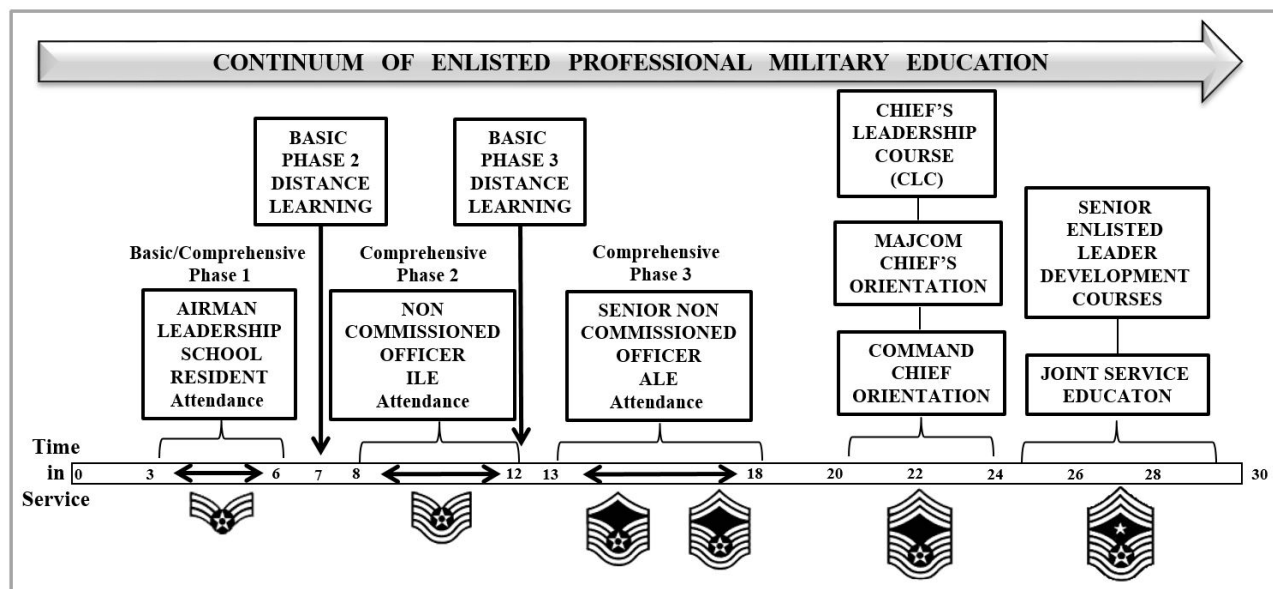 CONTINUUM OF ENLISTED PROFESSIONAL MILITARY EDUCATION
BASIC
PHASE 2
DISTANCE
LEARNING
BASIC
PHASE 3
DISTANCE
LEARNING
CHIEF'S
LEADERSHIP
COURSE
(CLC)
MAJCOM
CHIEF'S
ORIENTATION
COMMAND
CHIEF
ORIENTATION
SENIOR
ENLISTED
LEADER
DEVELOPMENT
COURSES
JOINT SERVICE
EDUCATON
Basic/Comprehensive
Phase 1
AIRMAN
LEADERSHIP
SCHOOL
RESIDENT
Attendance
Comprehensive
Phase 2
NON
COMMISSIONED
OFFICER
ILE
Attendance
Comprehensive
Phase 3
SENIOR NON
COMMISSIONED
OFFICER
ALE
Attendance
Time
in
Service
0 3 6 7 8 12 13 18 20 22 24 26 28 30